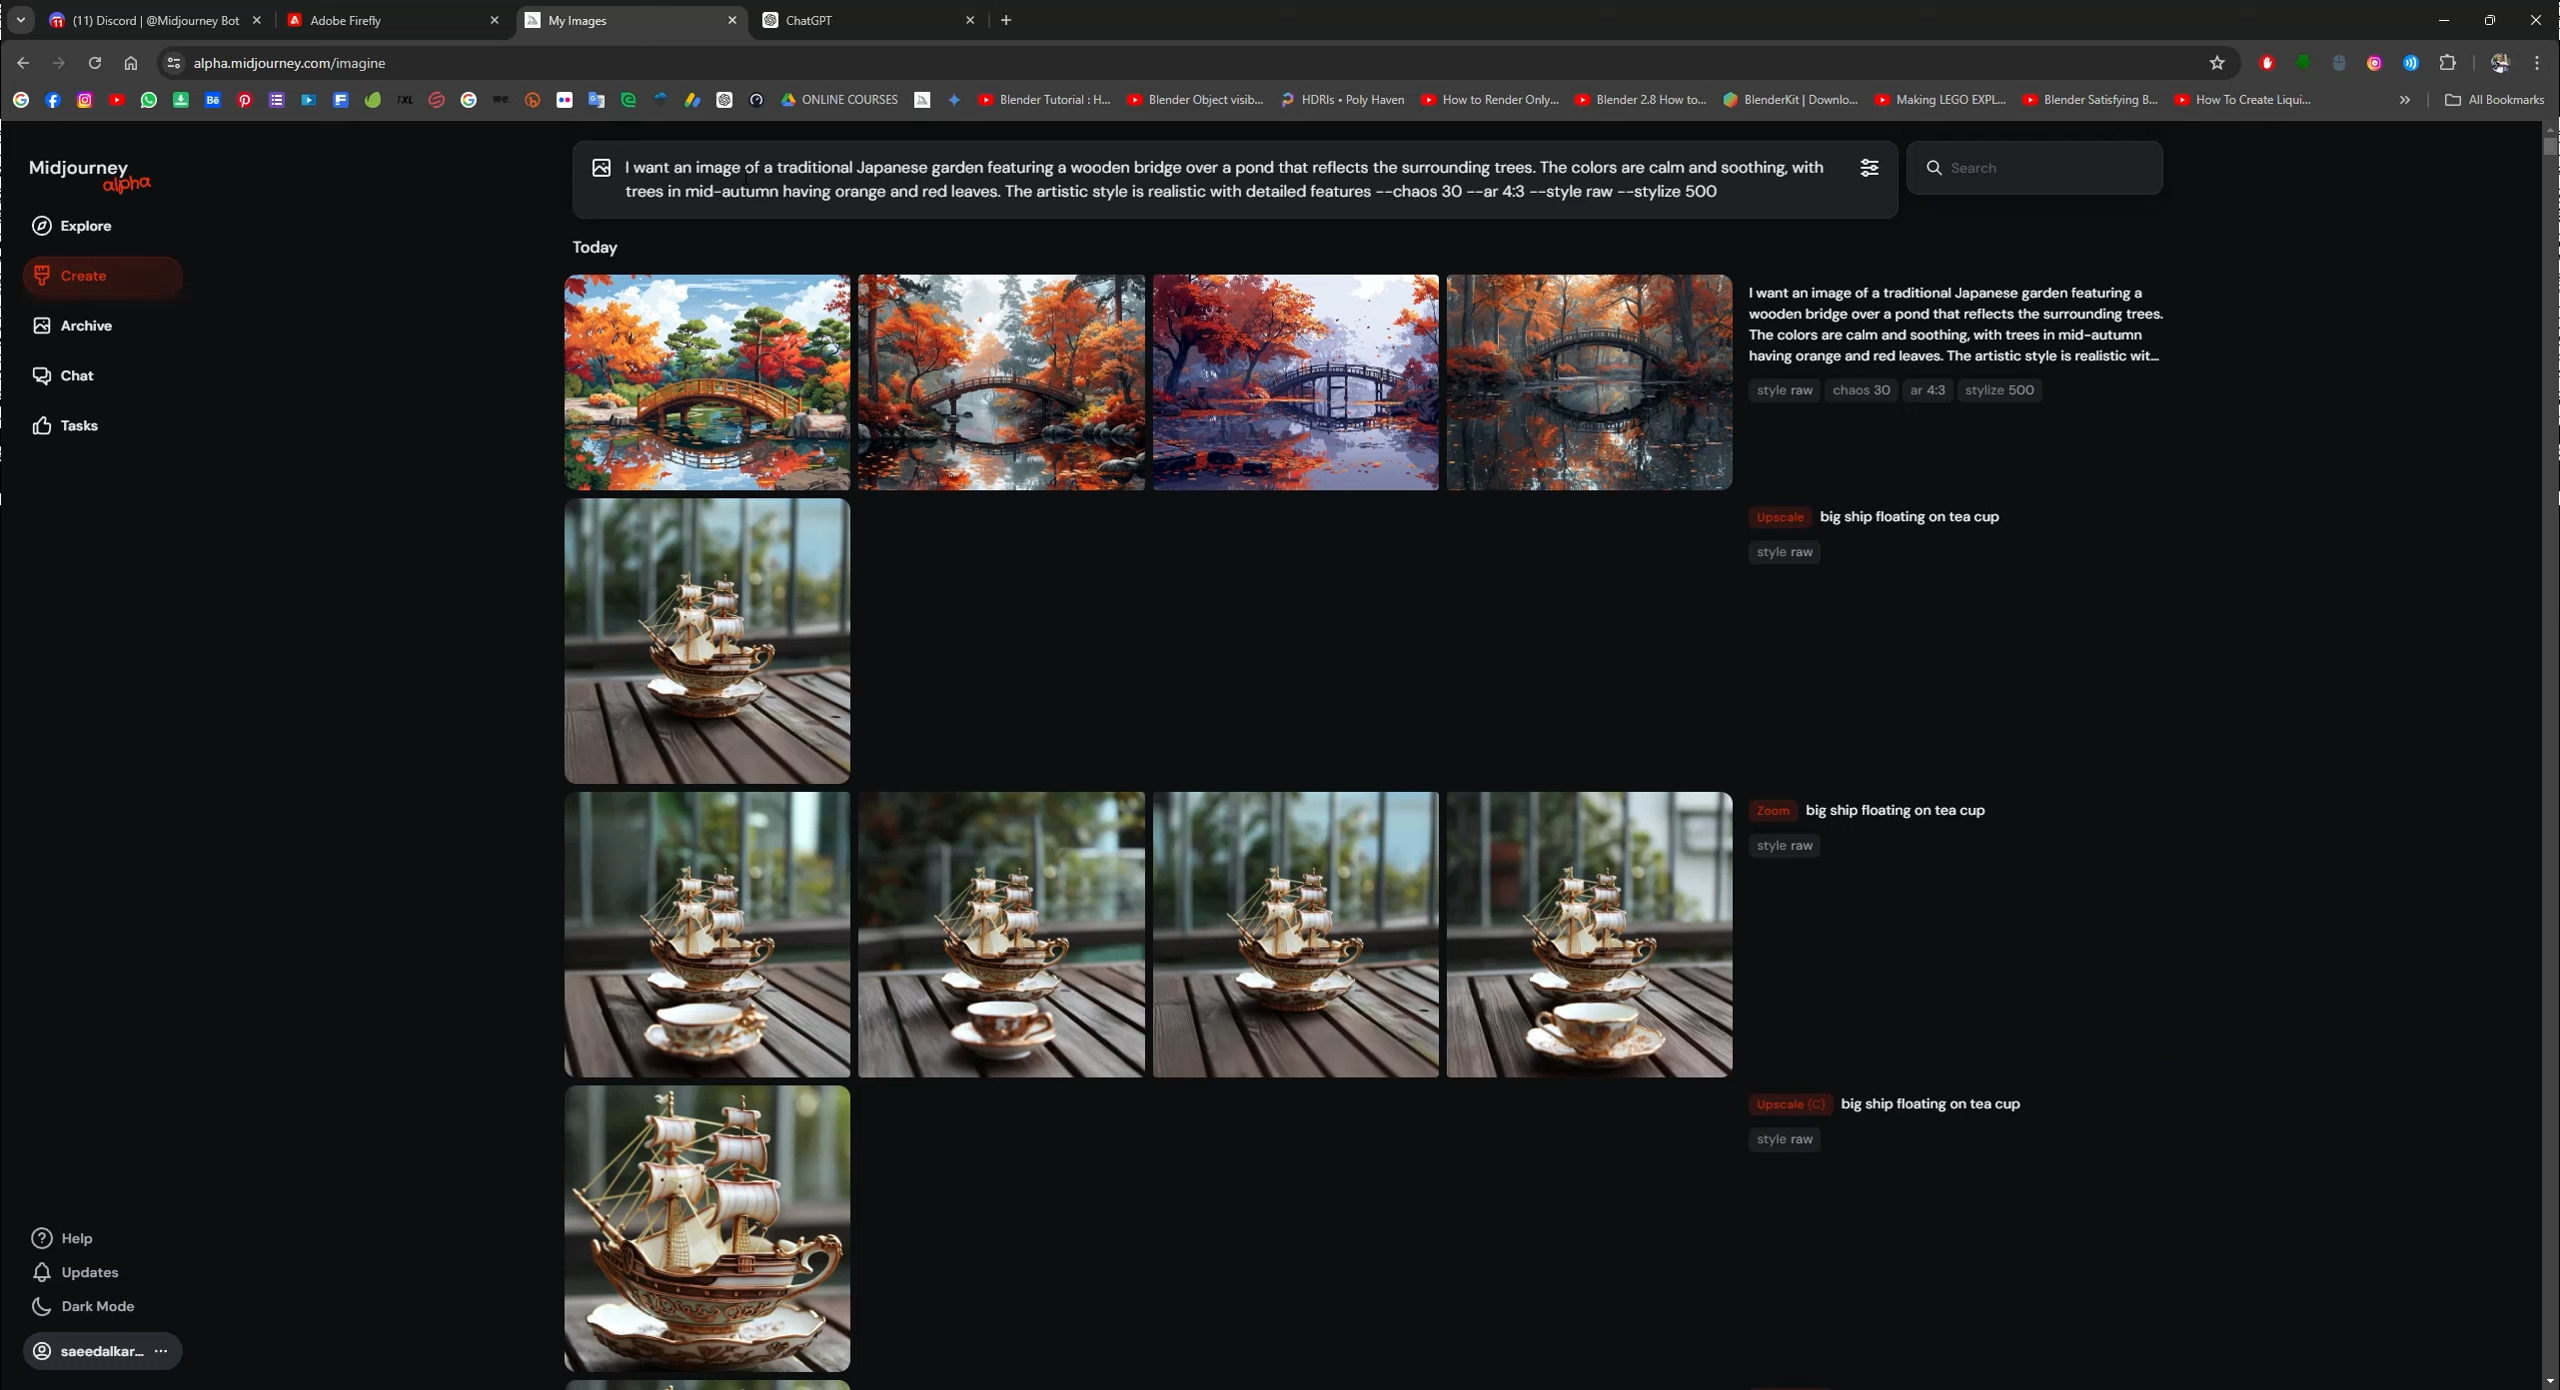 (11) Discord | @Midjourney Bot
Adobe Firefly
My Images
ChatGPT
alpha.midjourney.com/imagine
ONLINE COURSES
Blender Tutorial : H...
Blender Object visib...
HDRIs • Poly Haven
How to Render Only...
Blender 2.8 How to...
BlenderKit | Downlo...
Making LEGO EXPL...
Blender Satisfying B...
How To Create Liqui...
All Bookmarks
Midjourney
alpha
Explore
Create
Archive
Chat
Tasks
I want an image of a traditional Japanese garden featuring a wooden bridge over a pond that reflects the surrounding trees. The colors are calm and soothing, with
trees in mid-autumn having orange and red leaves. The artistic style is realistic with detailed features --chaos 30 --ar 4:3 --style raw --stylize 500
Search
Today
I want an image of a traditional Japanese garden featuring a
wooden bridge over a pond that reflects the surrounding trees.
The colors are calm and soothing, with trees in mid-autumn
having orange and red leaves. The artistic style is realistic wit...
style raw chaos 30 ar 4:3 stylize 500
Upscale big ship floating on tea cup
style raw
Zoom big ship floating on tea cup
style raw
Upscale (C) big ship floating on tea cup
style raw
Help
Updates
Dark Mode
saeedalkar... ...